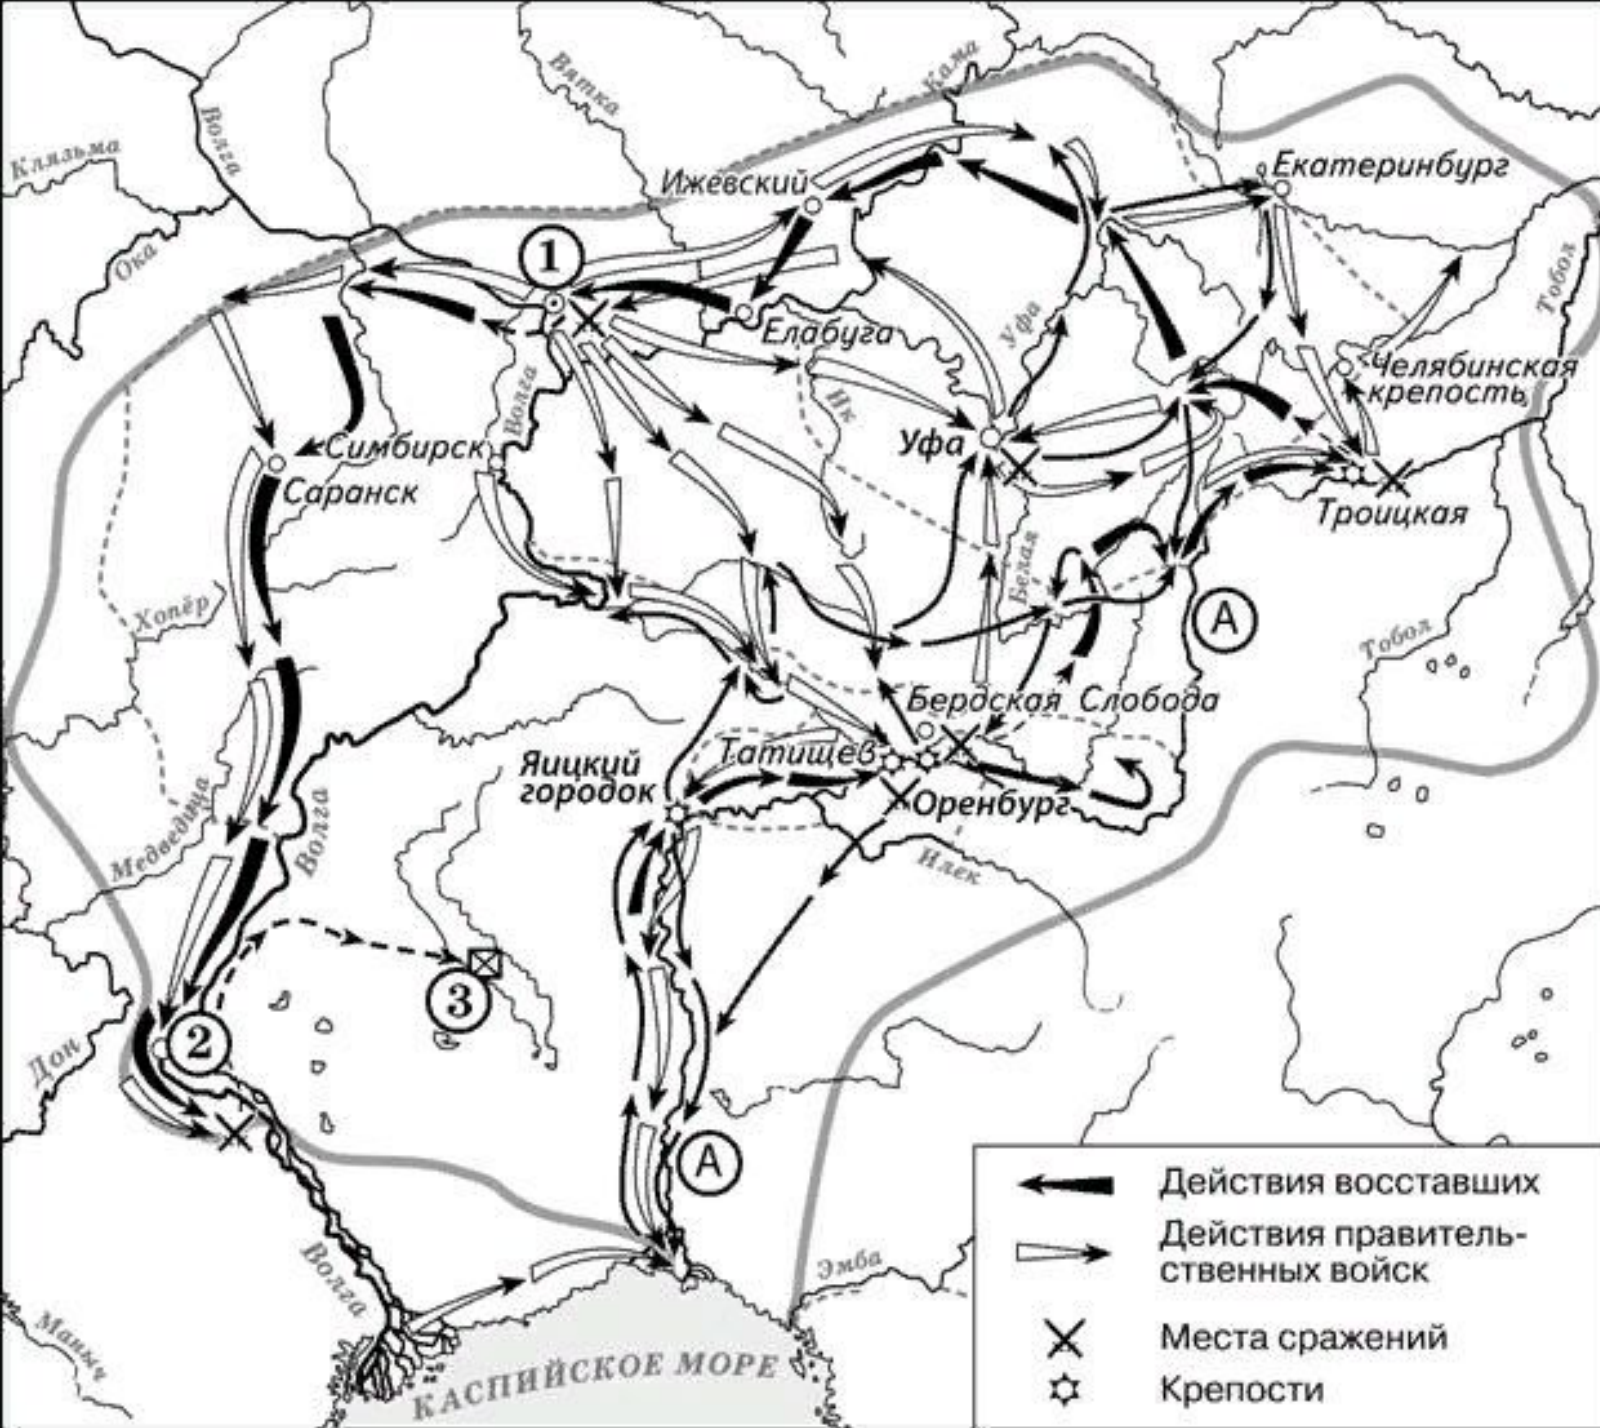 Вятка
Кама
Волга
Клязьма
Екатеринбург
Ижевский
Ока
1
Тобол
Елабуга
Уфа
Челябинская
крепость
Волга
Ик
Уфа
Симбирск
Саранск
Троицкая
Белая
Хопёр
А
Тобол
Бердская Слобода
Татищев
Яицкий
городок
Оренбург
Медведица
Волга
Илек
3
2
Дон
А
Действия восставших
Действия правитель-
ственных войск
Эмба
Волга
Места сражений
Маныч
КАСПИЙСКОЕ МОРЕ
Крепости